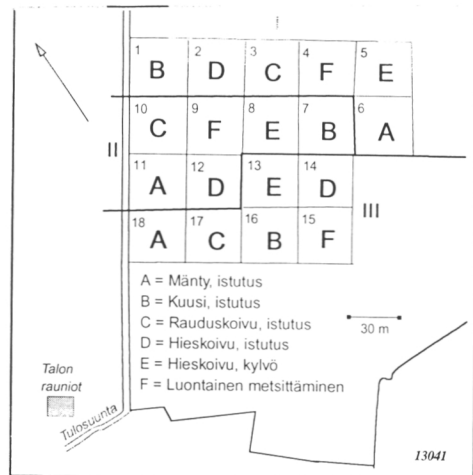 I
1 2 3 4 5
B D C F E
10 9 8 7 6
C F E B A
II
11 12 13 14
A D E D
III
18 17 16 15
A C B F
A = Mänty, istutus
B = Kuusi, istutus
C = Rauduskoivu, istutus
D = Hieskoivu, istutus
E = Hieskoivu, kylvö
F = Luontainen metsittäminen
30 m
Talon
rauniot
Tulosuunta
13041